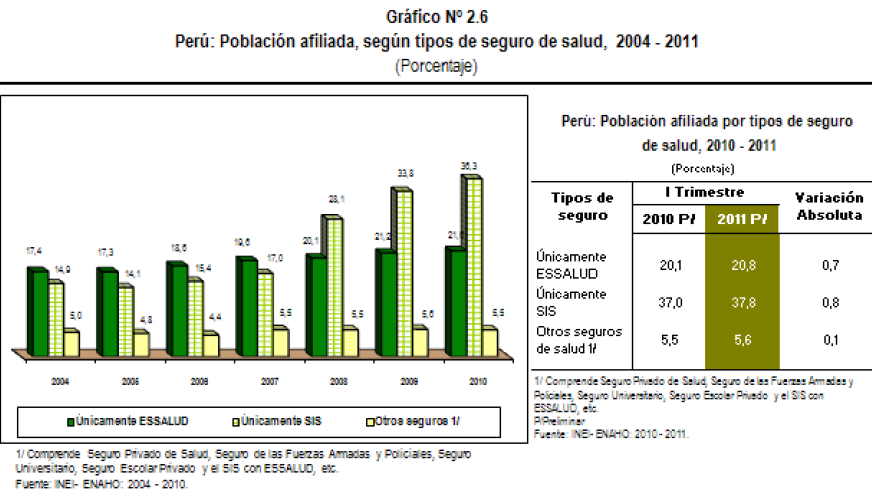 Gráfico Nº 2.6
Perú: Población afiliada, según tipos de seguro de salud, 2004 - 2011
(Porcentaje)
17,4
14,9
5,0
17,3
14,1
4,8
18,6
15,4
4,4
19,6
17,0
5,5
20,1
28,1
5,5
21,2
33,8
5,6
36,3
5,5
2004 2005 2006 2007 2008 2009 2010
Únicamente ESSALUD Únicamente SIS Otros seguros 1/
1/ Comprende Seguro Privado de Salud, Seguro de las Fuerzas Armadas y Policiales, Seguro
Universitario, Seguro Escolar Privado y el SIS con ESSALUD, etc.
Fuente: INEI- ENAHO: 2004 - 2010.
Perú: Población afiliada por tipos de seguro
de salud, 2010 - 2011
(Porcentaje)
Tipos de seguro
I Trimestre
Variación Absoluta
2010 P/ 2011 P/
Únicamente
ESSALUD 20,1 20,8 0,7
Únicamente
SIS 37,0 37,8 0,8
Otros seguros
de salud 1/ 5,5 5,6 0,1
1/ Comprende Seguro Privado de Salud, Seguro de las Fuerzas Armadas y
Policiales, Seguro Universitario, Seguro Escolar Privado y el SIS con
ESSALUD, etc.
P/Preliminar
Fuente: INEI- ENAHO: 2010 - 2011.